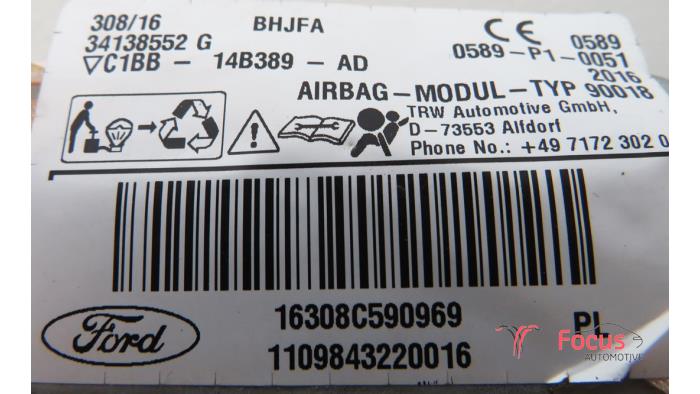 308/16 BHJFA CE 0589
34138552 G 0589-P1-0051
▽C1BB - 14B389 - AD 2016
AIRBAG-MODUL-TYP 90018
TRW Automotive GmbH,
D-73553 Alfdorf
Phone No.: +49 7172 302 0
16308C590969 PL
Ford
1109843220016
Focus
AUTOMOTIVE